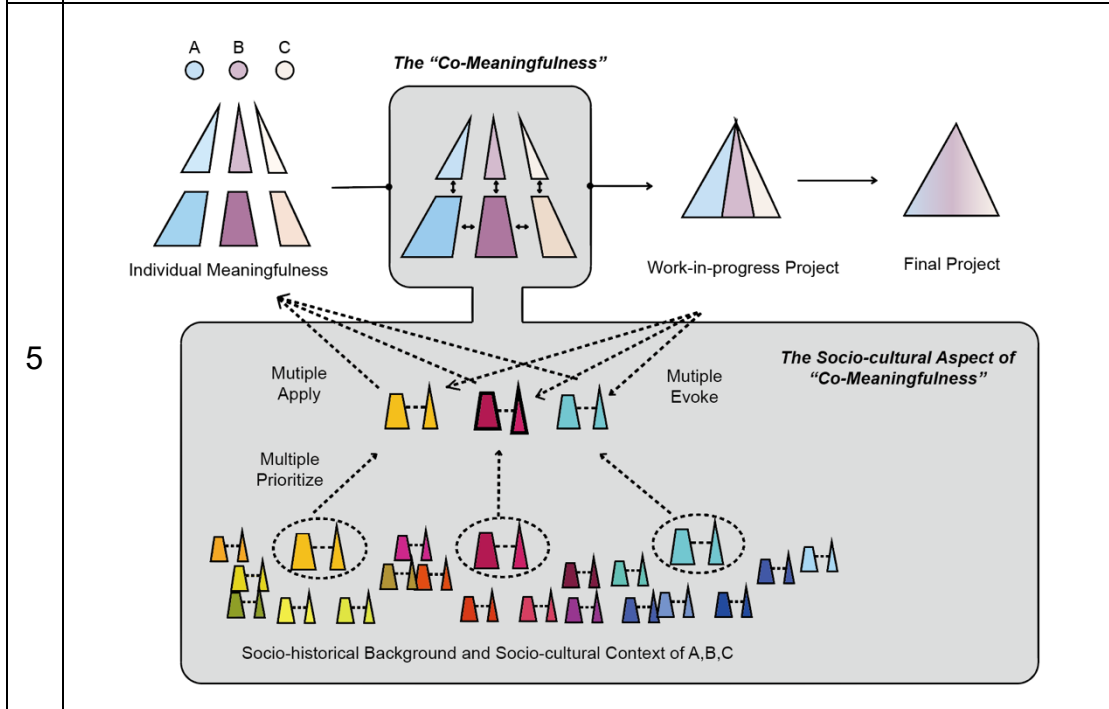 5
A B C
The “Co-Meaningfulness”
Individual Meaningfulness
Work-in-progress Project
Final Project
The Socio-cultural Aspect of
“Co-Meaningfulness”
Mutiple
Apply
Mutiple
Evoke
Multiple
Prioritize
Socio-historical Background and Socio-cultural Context of A,B,C